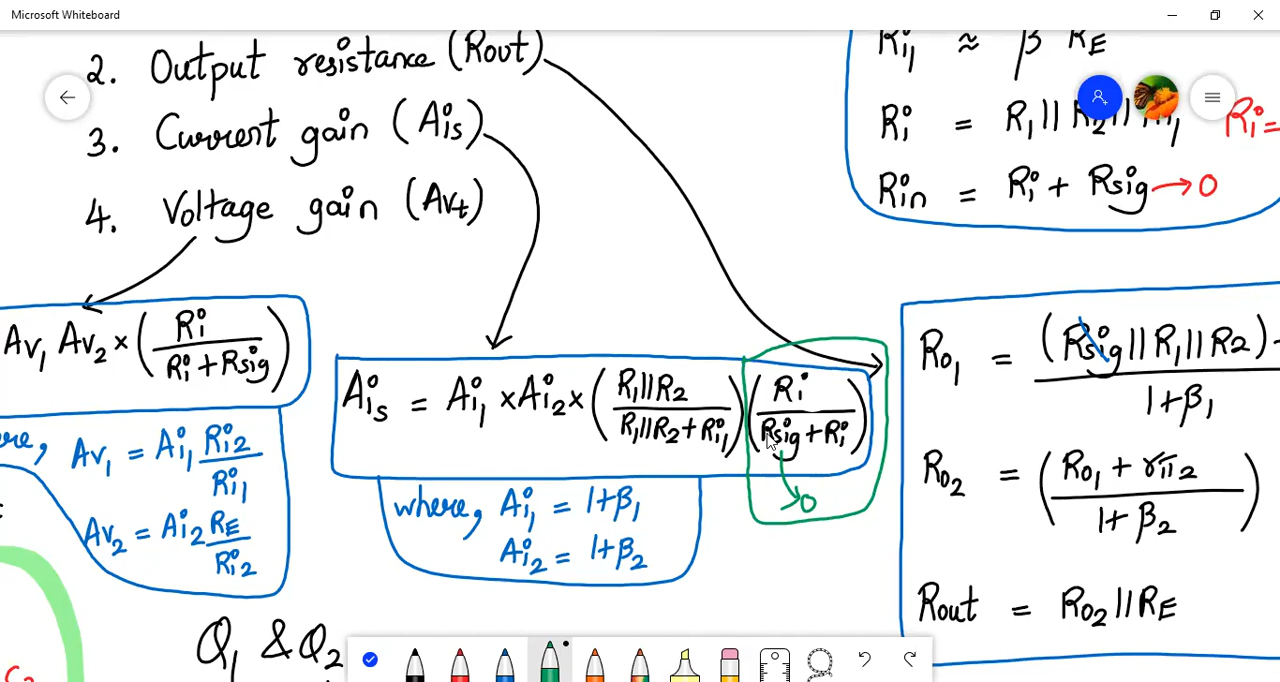 Microsoft Whiteboard
2. Output resistance (Rout)
3. Current gain (Ais)
4. Voltage gain (Avt)
Av1 Av2 × (Ri / Ri + Rsig)
Av1 = Ai1 Ri2 / Ri1
Av2 = Ai2 RE / Ri2
Ais = Ai1 × Ai2 × (R1||R2 / R1||R2 + Ri1) (Ri / Rsig + Ri)
→ 0
where, Ai1 = 1+β1
Ai2 = 1+β2
Q1 & Q2
C2
Ri1 ≈ β RE
Ri = R1 || R2 || Ri1 Ri =
Rin = Ri + Rsig → 0
Ro1 = (Rsig || R1 || R2) + / 1+β1
Ro2 = (Ro1 + rπ2 / 1+β2)
Rout = Ro2 || RE